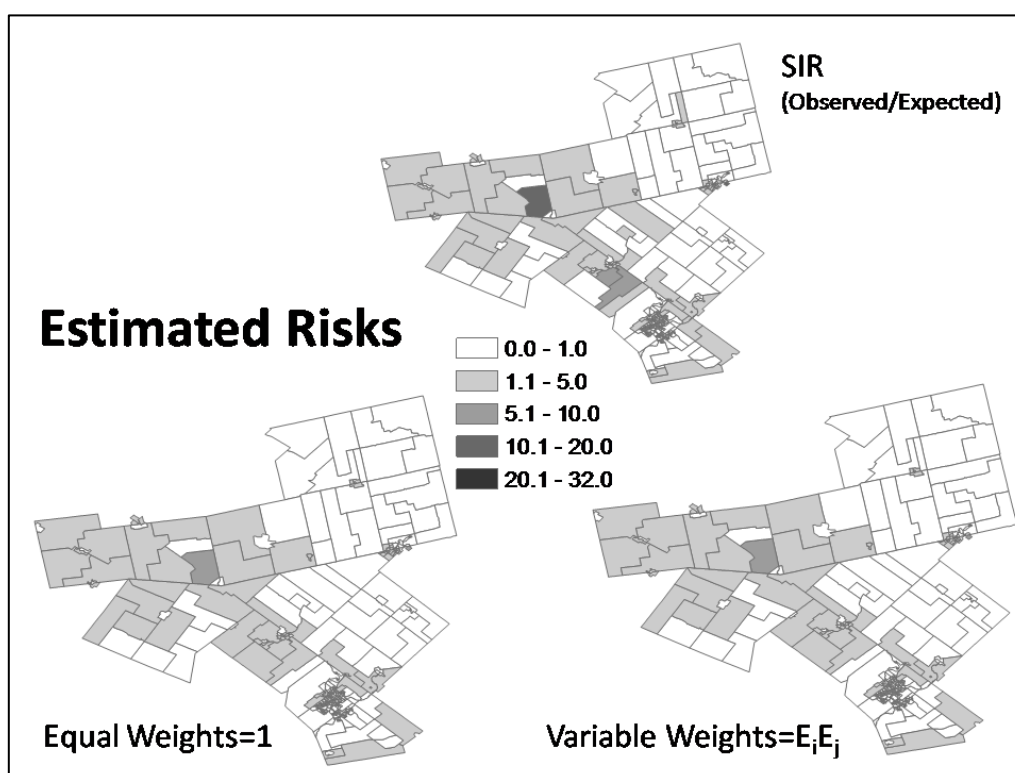 SIR
(Observed/Expected)
Estimated Risks
0.0 - 1.0
1.1 - 5.0
5.1 - 10.0
10.1 - 20.0
20.1 - 32.0
Equal Weights=1
Variable Weights=EiEj